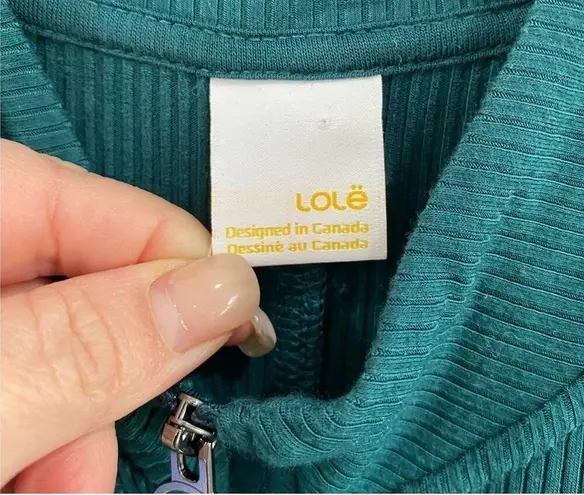 LOLË
Designed in Canada
Dessiné au Canada